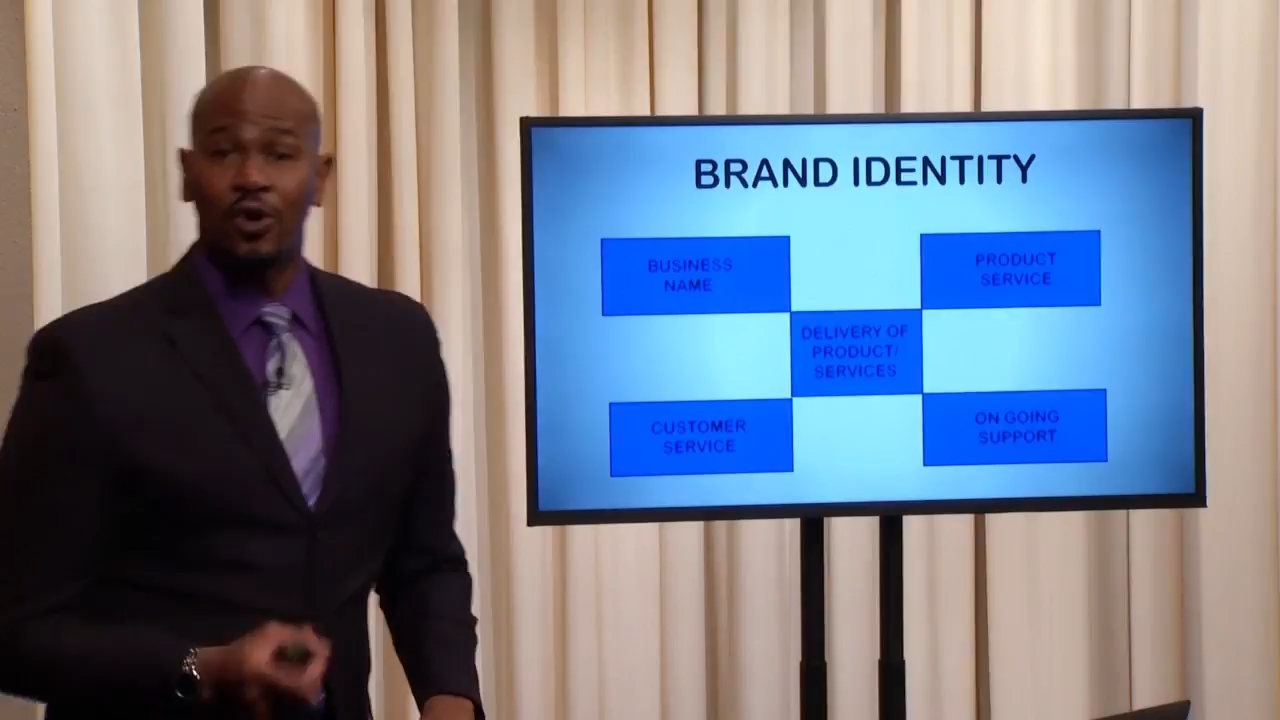 BRAND IDENTITY
BUSINESS
NAME
PRODUCT
SERVICE
DELIVERY OF
PRODUCT/
SERVICES
CUSTOMER
SERVICE
ON GOING
SUPPORT